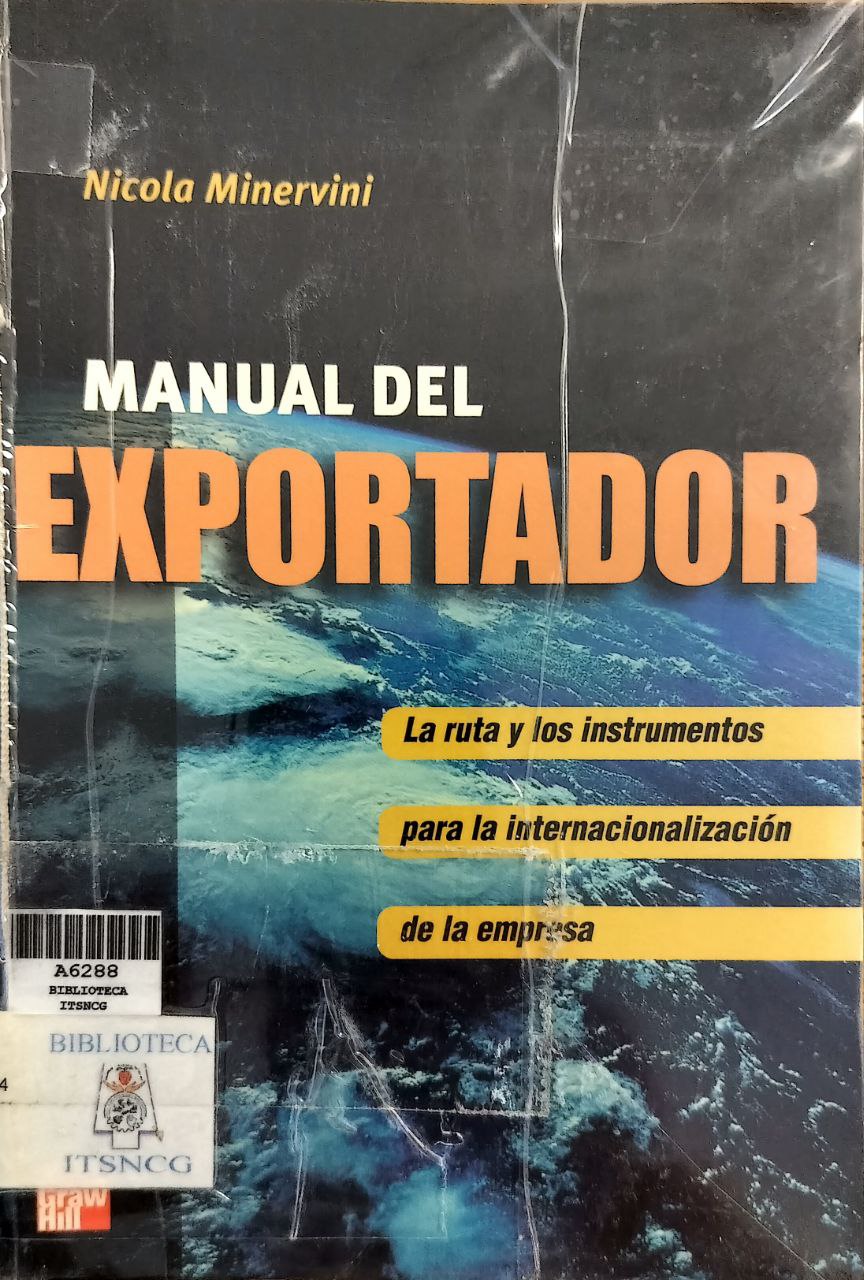 Nicola Minervini
MANUAL DEL
EXPORTADOR
La ruta y los instrumentos
para la internacionalización
de la empresa
A6288
BIBLIOTECA
ITSNCG
BIBLIOTECA
4
ITSNCG
Graw
Hill